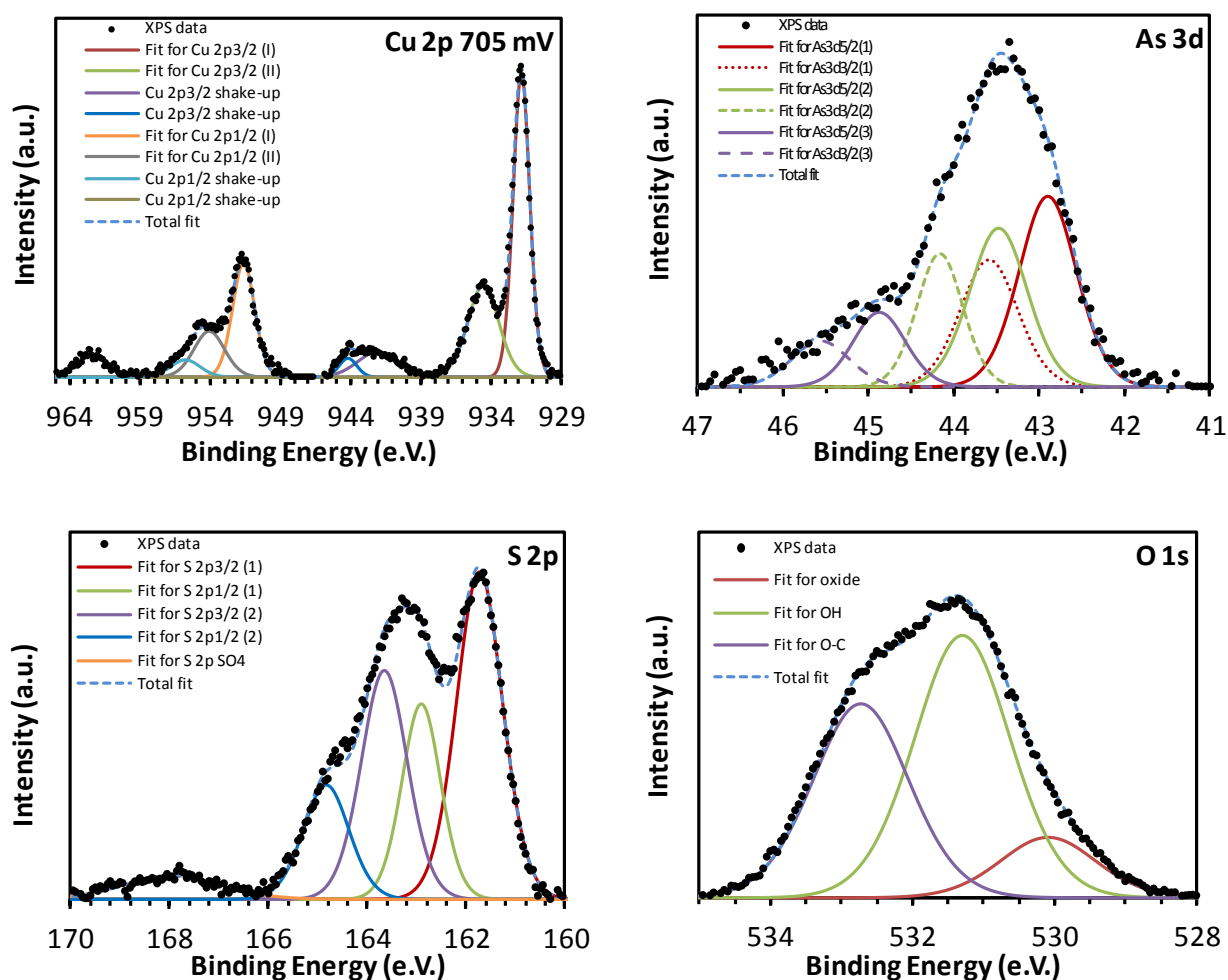 XPS data
Fit for Cu 2p3/2 (I)
Fit for Cu 2p3/2 (II)
Cu 2p3/2 shake-up
Cu 2p3/2 shake-up
Fit for Cu 2p1/2 (I)
Fit for Cu 2p1/2 (II)
Cu 2p1/2 shake-up
Cu 2p1/2 shake-up
Total fit
Cu 2p 705 mV
Intensity (a.u.)
964 959 954 949 944 939 934 929
Binding Energy (e.V.)
XPS data
Fit for As3d5/2(1)
Fit for As3d3/2(1)
Fit for As3d5/2(2)
Fit for As3d3/2(2)
Fit for As3d5/2(3)
Fit for As3d3/2(3)
Total fit
As 3d
Intensity (a.u.)
47 46 45 44 43 42 41
Binding Energy (e.V.)
XPS data
Fit for S 2p3/2 (1)
Fit for S 2p1/2 (1)
Fit for S 2p3/2 (2)
Fit for S 2p1/2 (2)
Fit for S 2p SO4
Total fit
S 2p
Intensity (a.u.)
170 168 166 164 162 160
Binding Energy (e.V.)
XPS data
Fit for oxide
Fit for OH
Fit for O-C
Total fit
O 1s
Intensity (a.u.)
534 532 530 528
Binding Energy (e.V.)